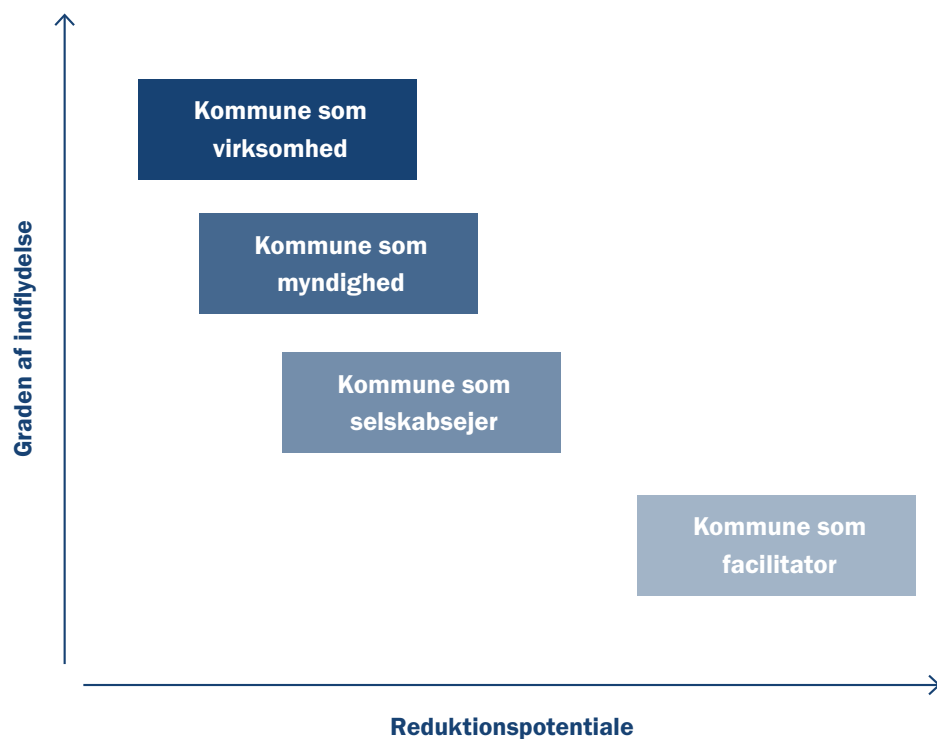 Kommune som
virksomhed
Kommune som
myndighed
Kommune som
selskabsejer
Kommune som
facilitator
Graden af indflydelse
Reduktionspotentiale